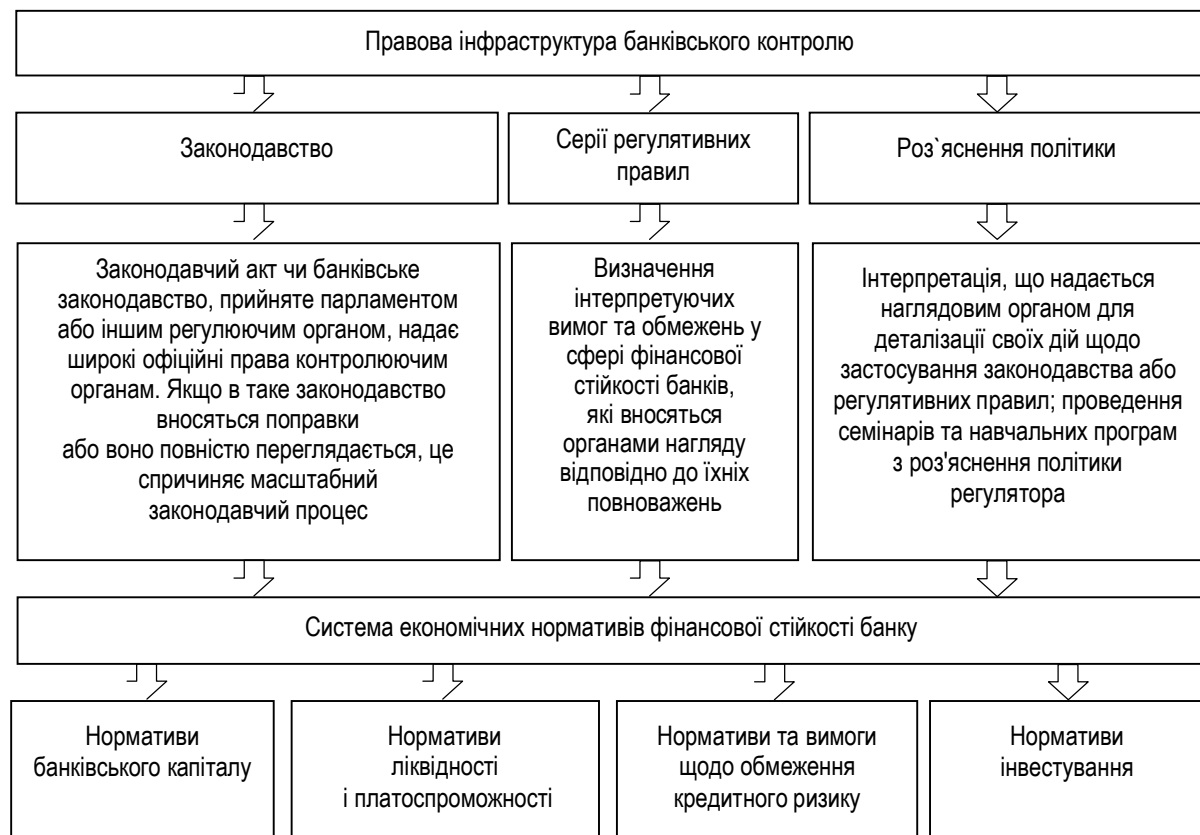 Правова інфраструктура банківського контролю
Законодавство
Серії регулятивних
правил
Роз`яснення політики
Законодавчий акт чи банківське
законодавство, прийняте парламентом
або іншим регулюючим органом, надає
широкі офіційні права контролюючим
органам. Якщо в таке законодавство
вносяться поправки
або воно повністю переглядається, це
спричиняє масштабний
законодавчий процес
Визначення
інтерпретуючих
вимог та обмежень у
сфері фінансової
стійкості банків,
які вносяться
органами нагляду
відповідно до їхніх
повноважень
Інтерпретація, що надається
наглядовим органом для
деталізації своїх дій щодо
застосування законодавства або
регулятивних правил; проведення
семінарів та навчальних програм
з роз'яснення політики
регулятора
Система економічних нормативів фінансової стійкості банку
Нормативи
банківського капіталу
Нормативи
ліквідності
і платоспроможності
Нормативи та вимоги
щодо обмеження
кредитного ризику
Нормативи
інвестування